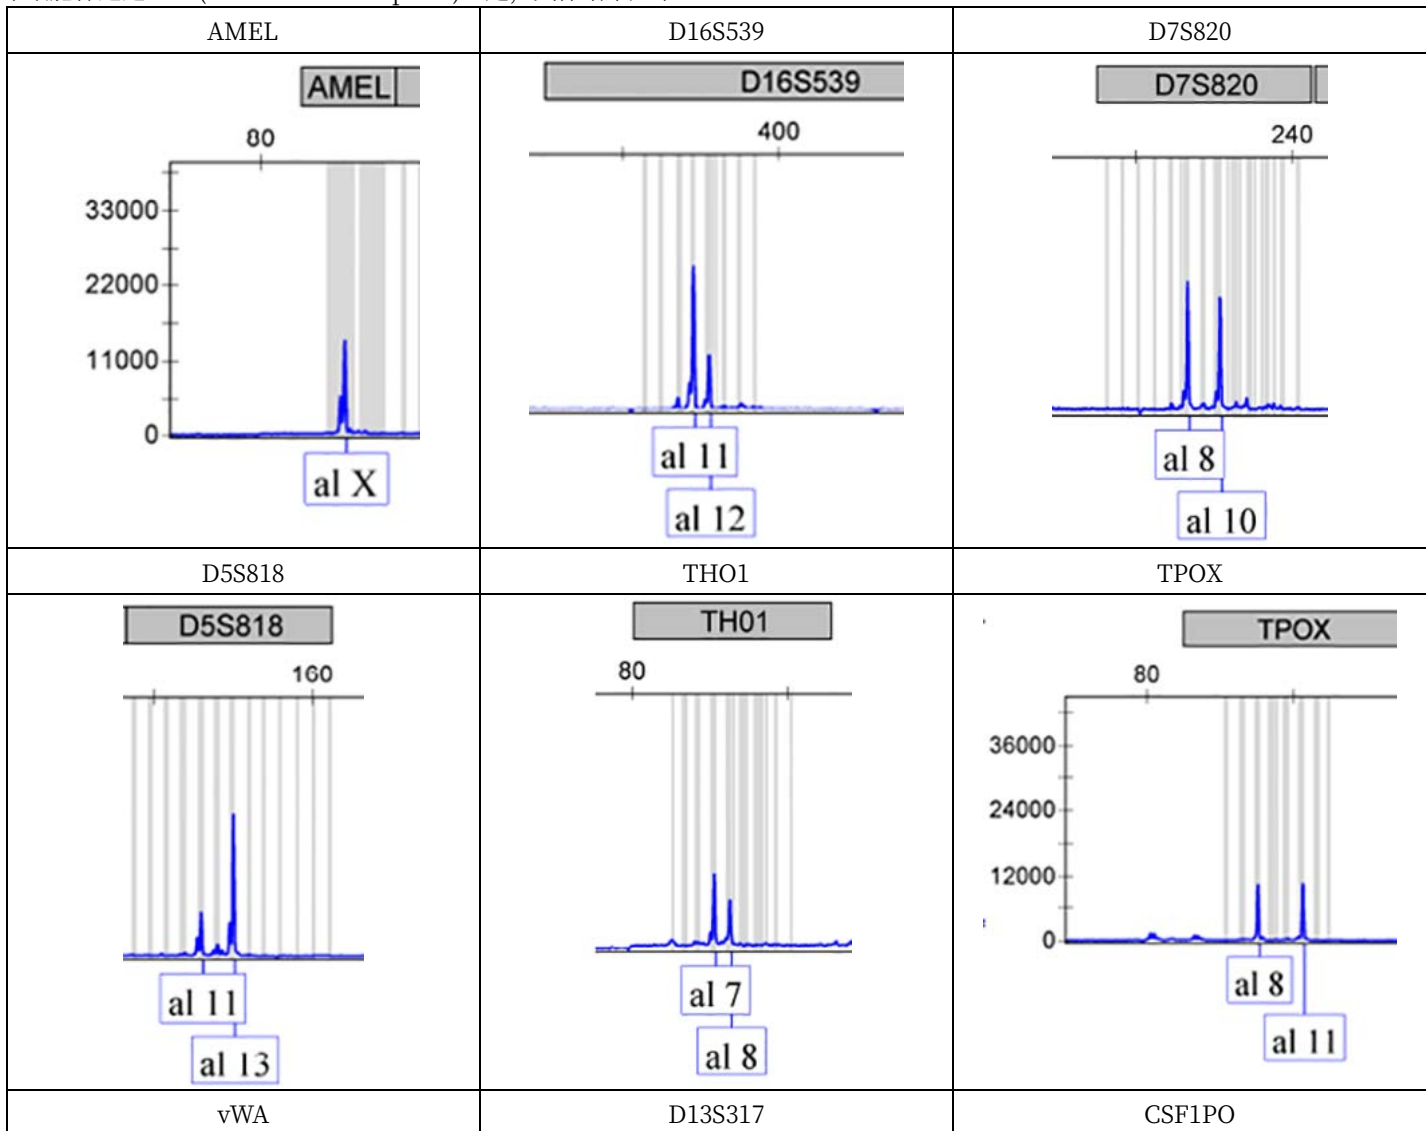 AMEL D16S539 D7S820
AMEL
80
33000
22000
11000
0
al X
D16S539
400
al 11
al 12
D7S820
240
al 8
al 10
D5S818 THO1 TPOX
D5S818
160
al 11
al 13
TH01
80
al 7
al 8
TPOX
80
36000
24000
12000
0
al 8
al 11
vWA D13S317 CSF1PO